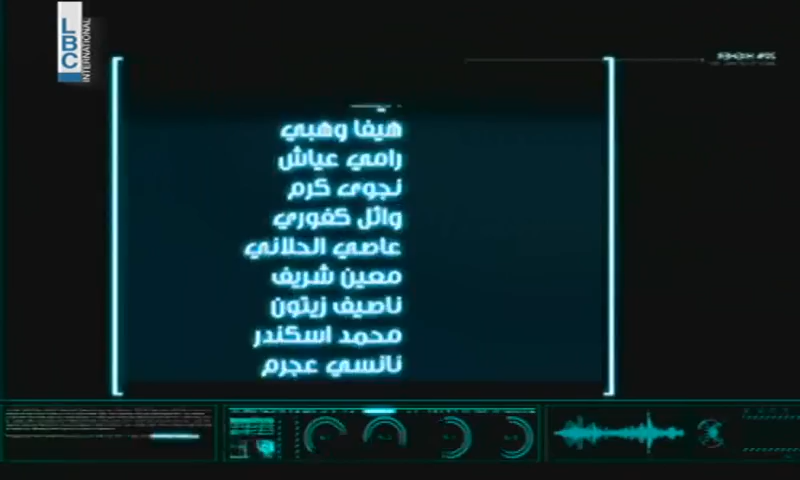 LBC
INTERNATIONAL
هيفا وهبي
رامي عياش
نجوى كرم
وائل كفوري
عاصي الحلاني
معين شريف
ناصيف زيتون
محمد اسكندر
نانسي عجرم